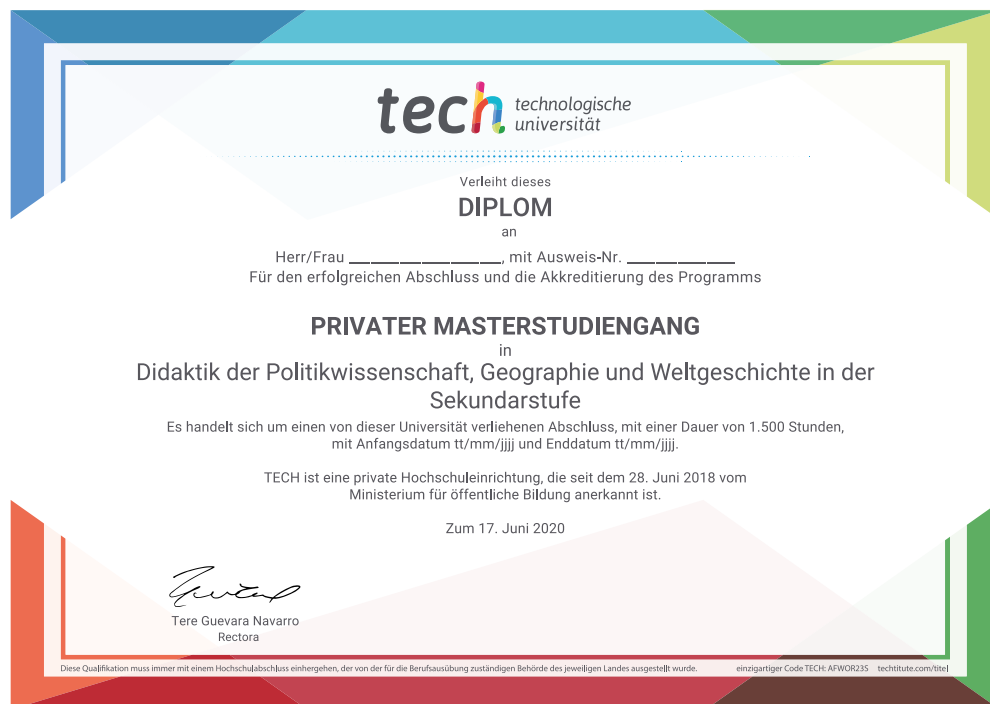 tech technologische
universität
Verleiht dieses
DIPLOM
an
Herr/Frau ____________________, mit Ausweis-Nr. ______________
Für den erfolgreichen Abschluss und die Akkreditierung des Programms
PRIVATER MASTERSTUDIENGANG
in
Didaktik der Politikwissenschaft, Geographie und Weltgeschichte in der
Sekundarstufe
Es handelt sich um einen von dieser Universität verliehenen Abschluss, mit einer Dauer von 1.500 Stunden,
mit Anfangsdatum tt/mm/jjjj und Enddatum tt/mm/jjjj.
TECH ist eine private Hochschuleinrichtung, die seit dem 28. Juni 2018 vom
Ministerium für öffentliche Bildung anerkannt ist.
Zum 17. Juni 2020
Tere Guevara Navarro
Rectora
Diese Qualifikation muss immer mit einem Hochschulabschluss einhergehen, der von der für die Berufsausübung zuständigen Behörde des jeweiligen Landes ausgestellt wurde. einzigartiger Code TECH: AFWOR23S techtitute.com/titel